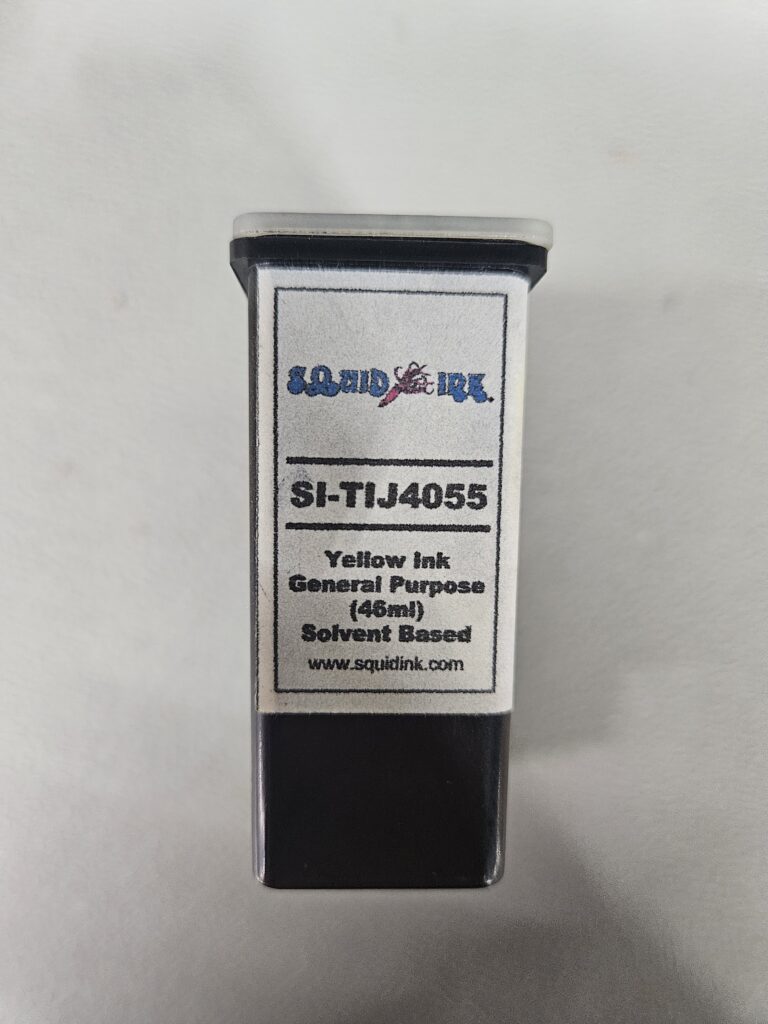 SQUID INK.
SI-TIJ4055
Yellow Ink
General Purpose
(46ml)
Solvent Based
www.squidink.com